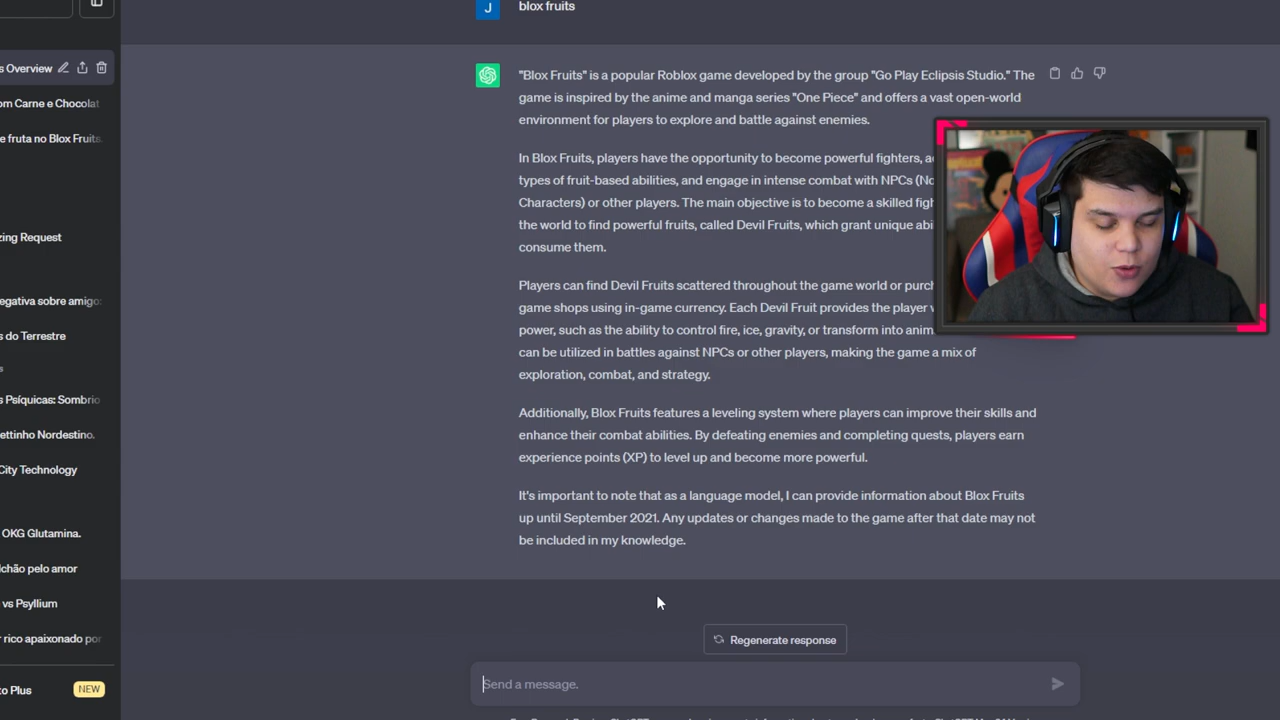 J
blox fruits
s Overview
om Carne e Chocolat
e fruta no Blox Fruits.
zing Request
egativa sobre amigo:
s do Terrestre
s
s Psíquicas: Sombrio
ettinho Nordestino.
City Technology
OKG Glutamina.
lchão pelo amor
vs Psyllium
r rico apaixonado por
to Plus
NEW
"Blox Fruits" is a popular Roblox game developed by the group "Go Play Eclipsis Studio." The
game is inspired by the anime and manga series "One Piece" and offers a vast open-world
environment for players to explore and battle against enemies.
In Blox Fruits, players have the opportunity to become powerful fighters, a
types of fruit-based abilities, and engage in intense combat with NPCs (No
Characters) or other players. The main objective is to become a skilled figh
the world to find powerful fruits, called Devil Fruits, which grant unique abi
consume them.
Players can find Devil Fruits scattered throughout the game world or purch
game shops using in-game currency. Each Devil Fruit provides the player
power, such as the ability to control fire, ice, gravity, or transform into anim
can be utilized in battles against NPCs or other players, making the game a mix of
exploration, combat, and strategy.
Additionally, Blox Fruits features a leveling system where players can improve their skills and
enhance their combat abilities. By defeating enemies and completing quests, players earn
experience points (XP) to level up and become more powerful.
It's important to note that as a language model, I can provide information about Blox Fruits
up until September 2021. Any updates or changes made to the game after that date may not
be included in my knowledge.
Regenerate response
Send a message.